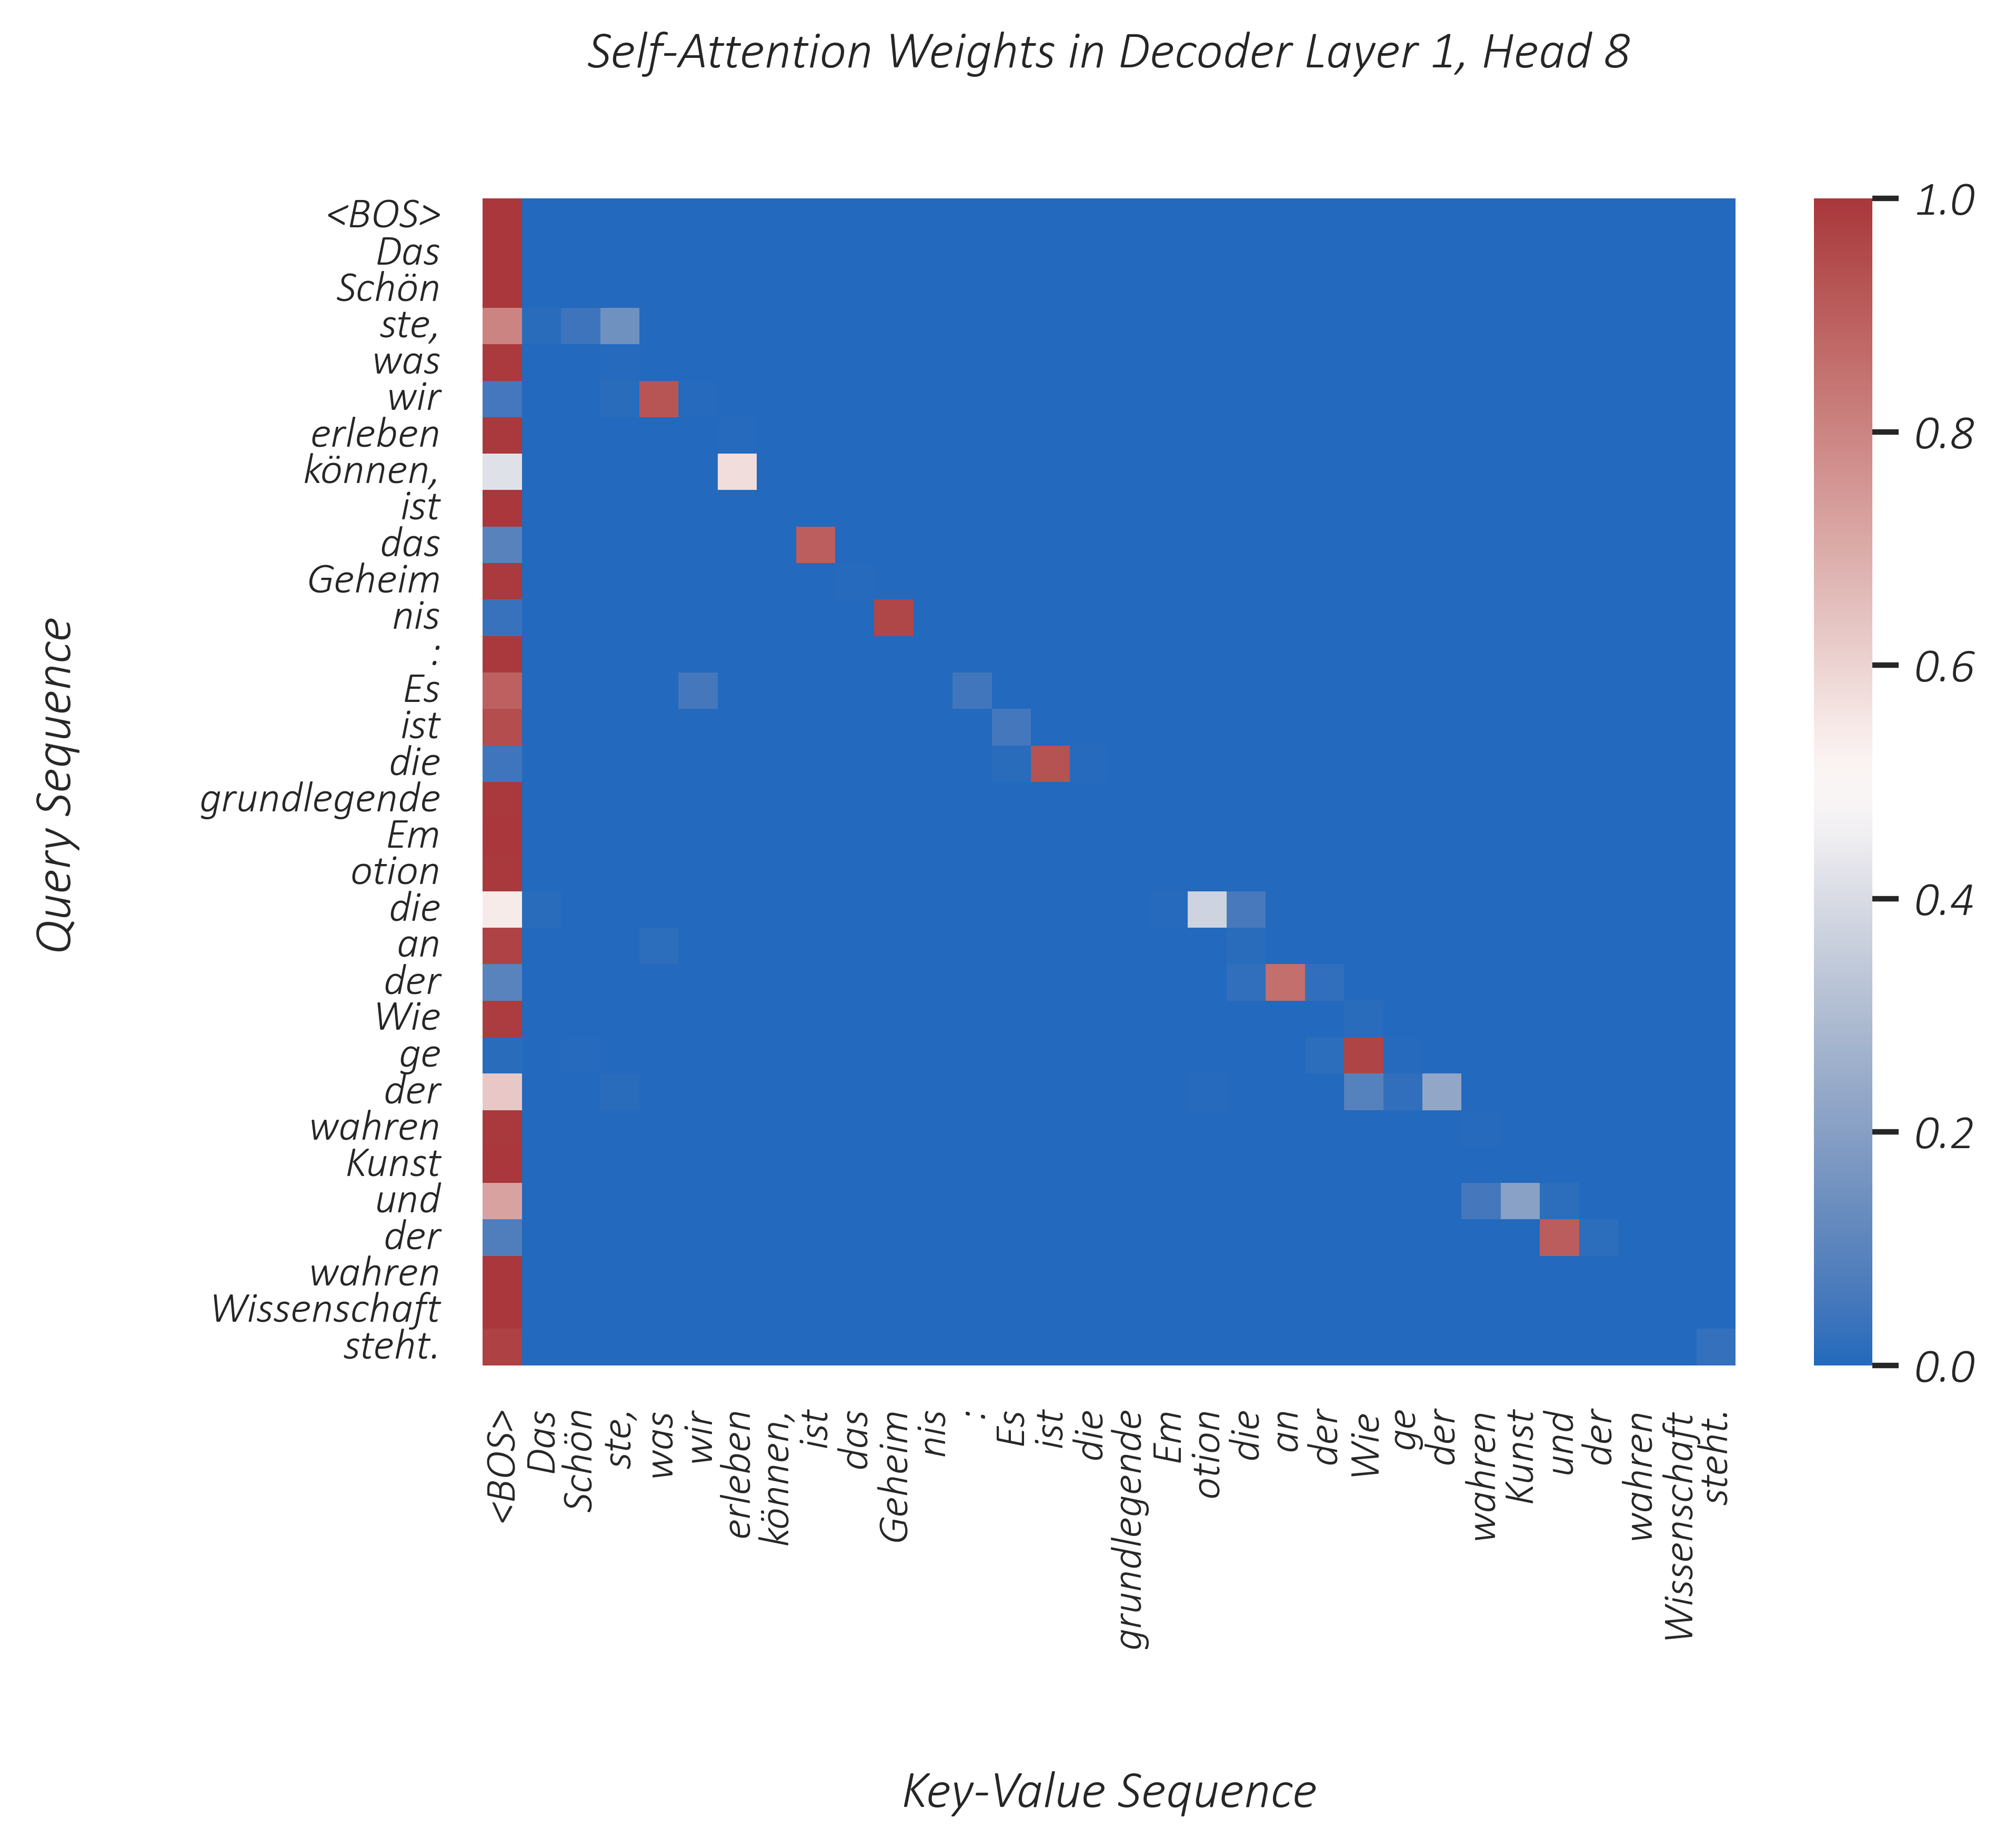 Self-Attention Weights in Decoder Layer 1, Head 8
Query Sequence
<BOS>
Das
Schön
ste,
was
wir
erleben
können,
ist
das
Geheim
nis
:
Es
ist
die
grundlegende
Em
otion
die
an
der
Wie
ge
der
wahren
Kunst
und
der
wahren
Wissenschaft
steht.
1.0
0.8
0.6
0.4
0.2
0.0
<BOS>
Das
Schön
ste,
was
wir
erleben
können,
ist
das
Geheim
nis
:
Es
ist
die
grundlegende
Em
otion
die
an
der
Wie
ge
der
wahren
Kunst
und
der
wahren
Wissenschaft
steht.
Key-Value Sequence